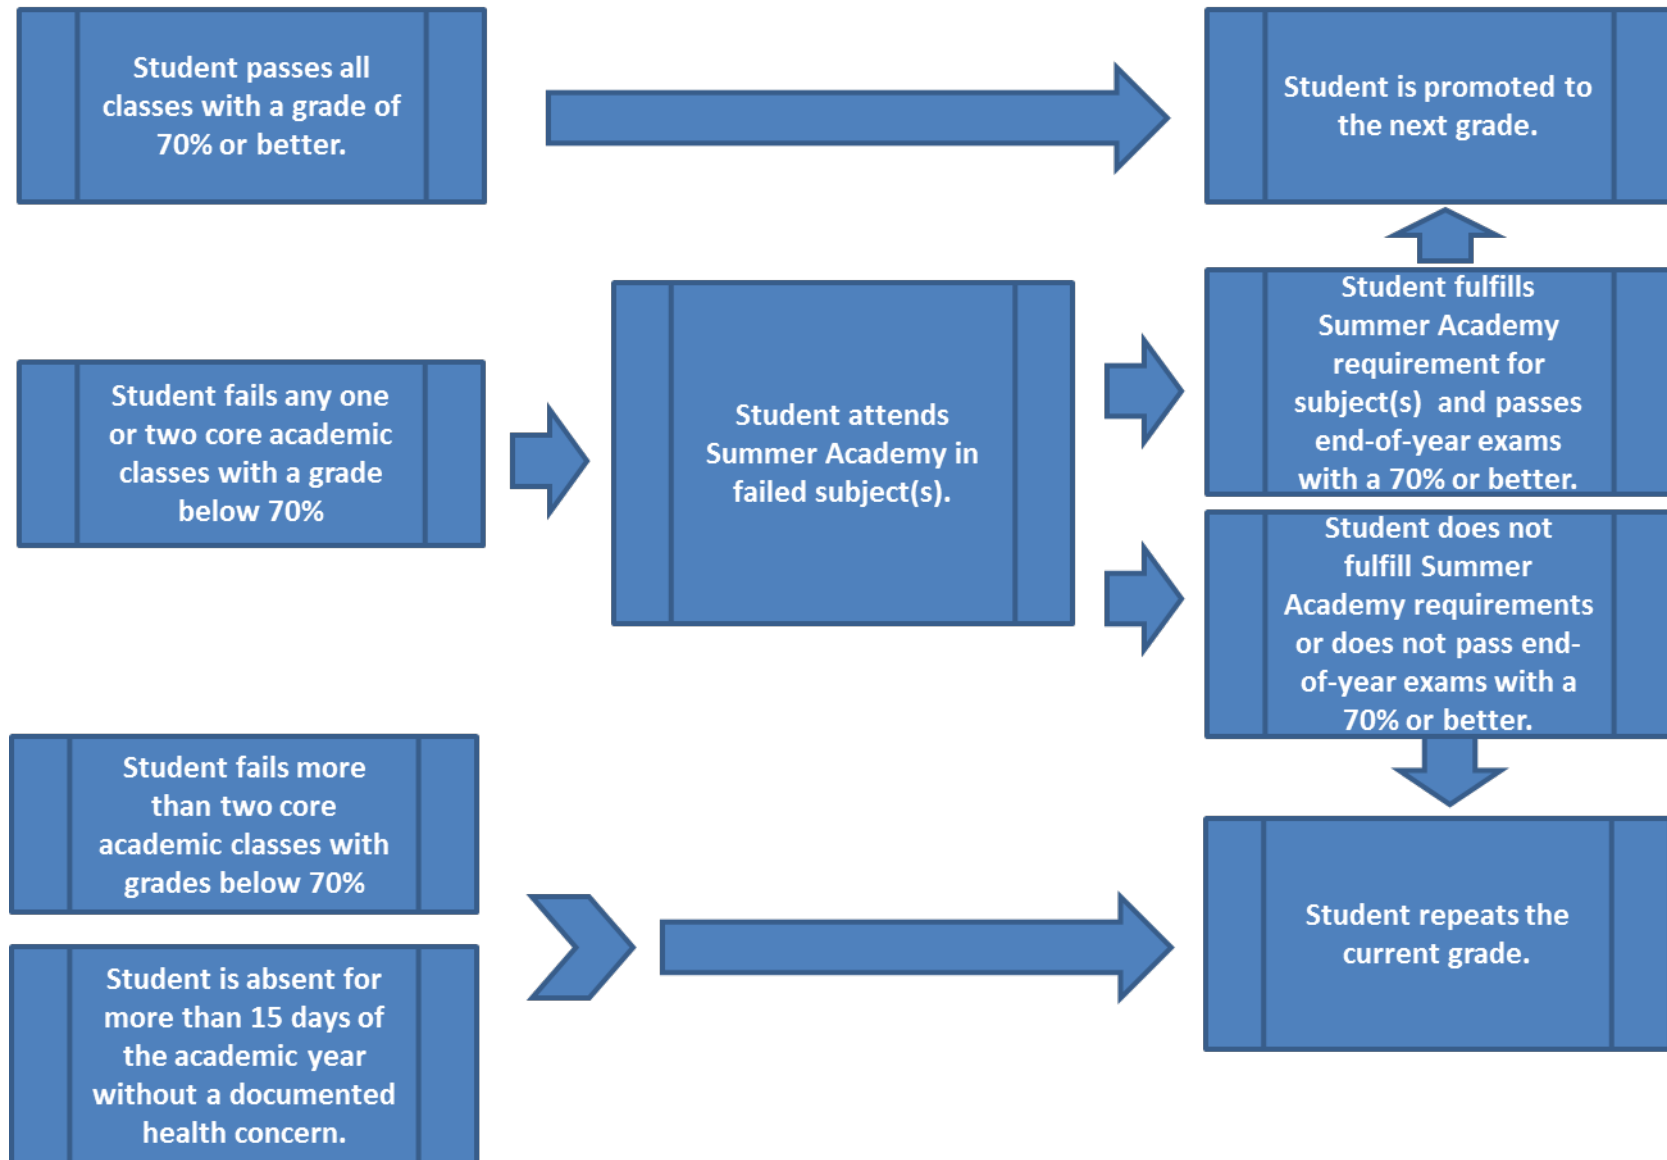 Student passes all
classes with a grade of
70% or better.
Student is promoted to
the next grade.
Student fails any one
or two core academic
classes with a grade
below 70%
Student attends
Summer Academy in
failed subject(s).
Student fulfills
Summer Academy
requirement for
subject(s) and passes
end-of-year exams
with a 70% or better.
Student does not
fulfill Summer
Academy requirements
or does not pass end-
of-year exams with a
70% or better.
Student fails more
than two core
academic classes with
grades below 70%
Student is absent for
more than 15 days of
the academic year
without a documented
health concern.
Student repeats the
current grade.